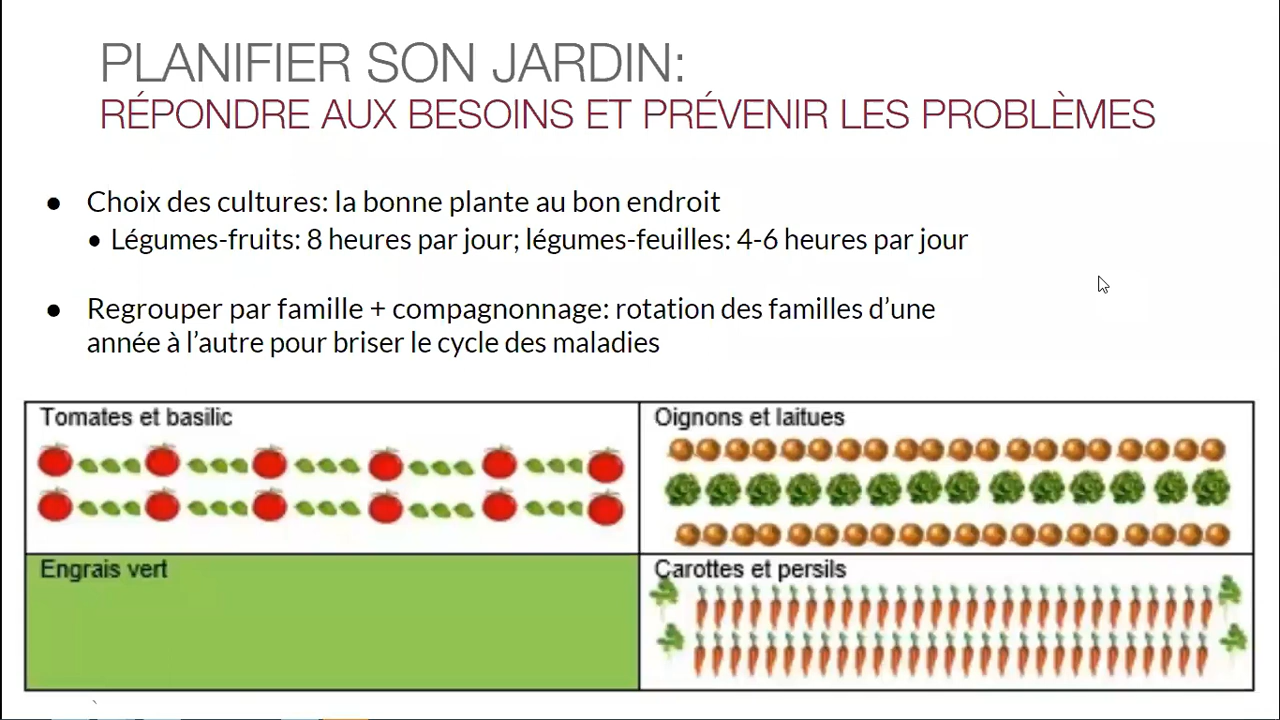 PLANIFIER SON JARDIN:
RÉPONDRE AUX BESOINS ET PRÉVENIR LES PROBLÈMES
● Choix des cultures: la bonne plante au bon endroit
● Légumes-fruits: 8 heures par jour; légumes-feuilles: 4-6 heures par jour
● Regrouper par famille + compagnonnage: rotation des familles d’une
année à l’autre pour briser le cycle des maladies
Tomates et basilic
Oignons et laitues
Engrais vert
Carottes et persils